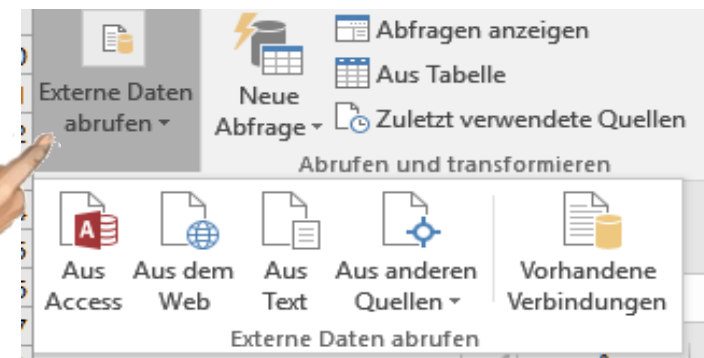 Externe Daten
abrufen
Neue
Abfrage
Abfragen anzeigen
Aus Tabelle
Zuletzt verwendete Quellen
Abrufen und transformieren
Aus
Access
Aus dem
Web
Aus
Text
Aus anderen
Quellen
Vorhandene
Verbindungen
Externe Daten abrufen